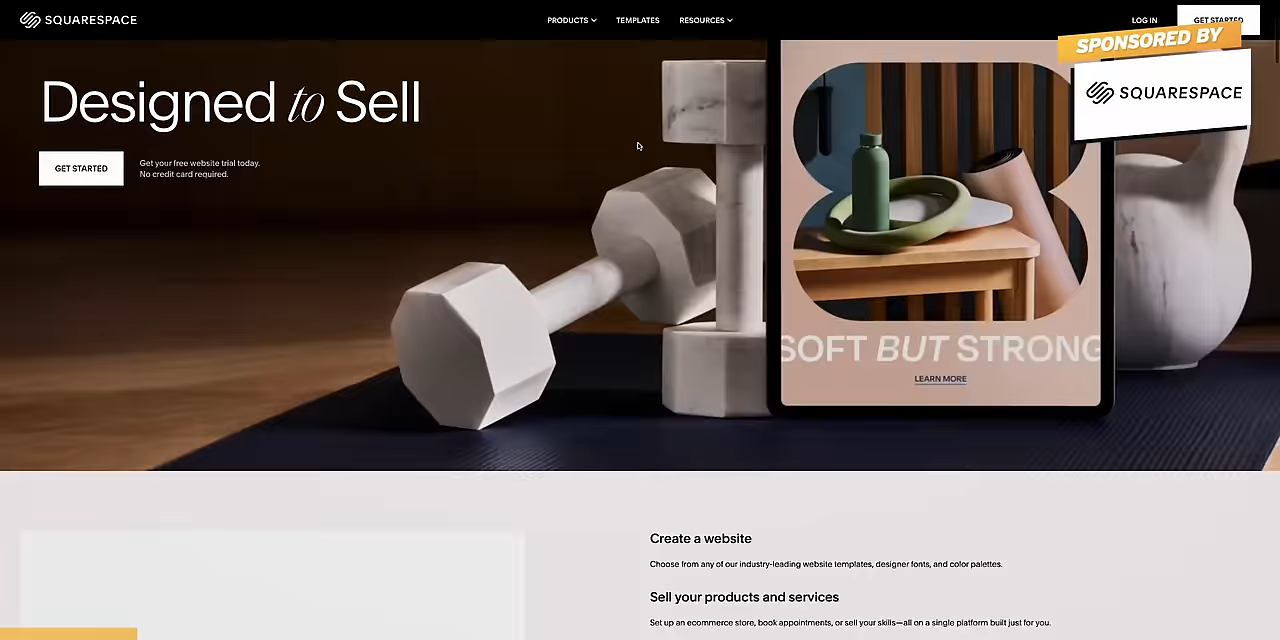 SQUARESPACE
PRODUCTS TEMPLATES RESOURCES
LOG IN GET STARTED
SPONSORED BY
SQUARESPACE
Designed to Sell
GET STARTED
Get your free website trial today.
No credit card required.
SOFT BUT STRONG
LEARN MORE
Create a website
Choose from any of our industry-leading website templates, designer fonts, and color palettes.
Sell your products and services
Set up an ecommerce store, book appointments, or sell your skills—all on a single platform built just for you.